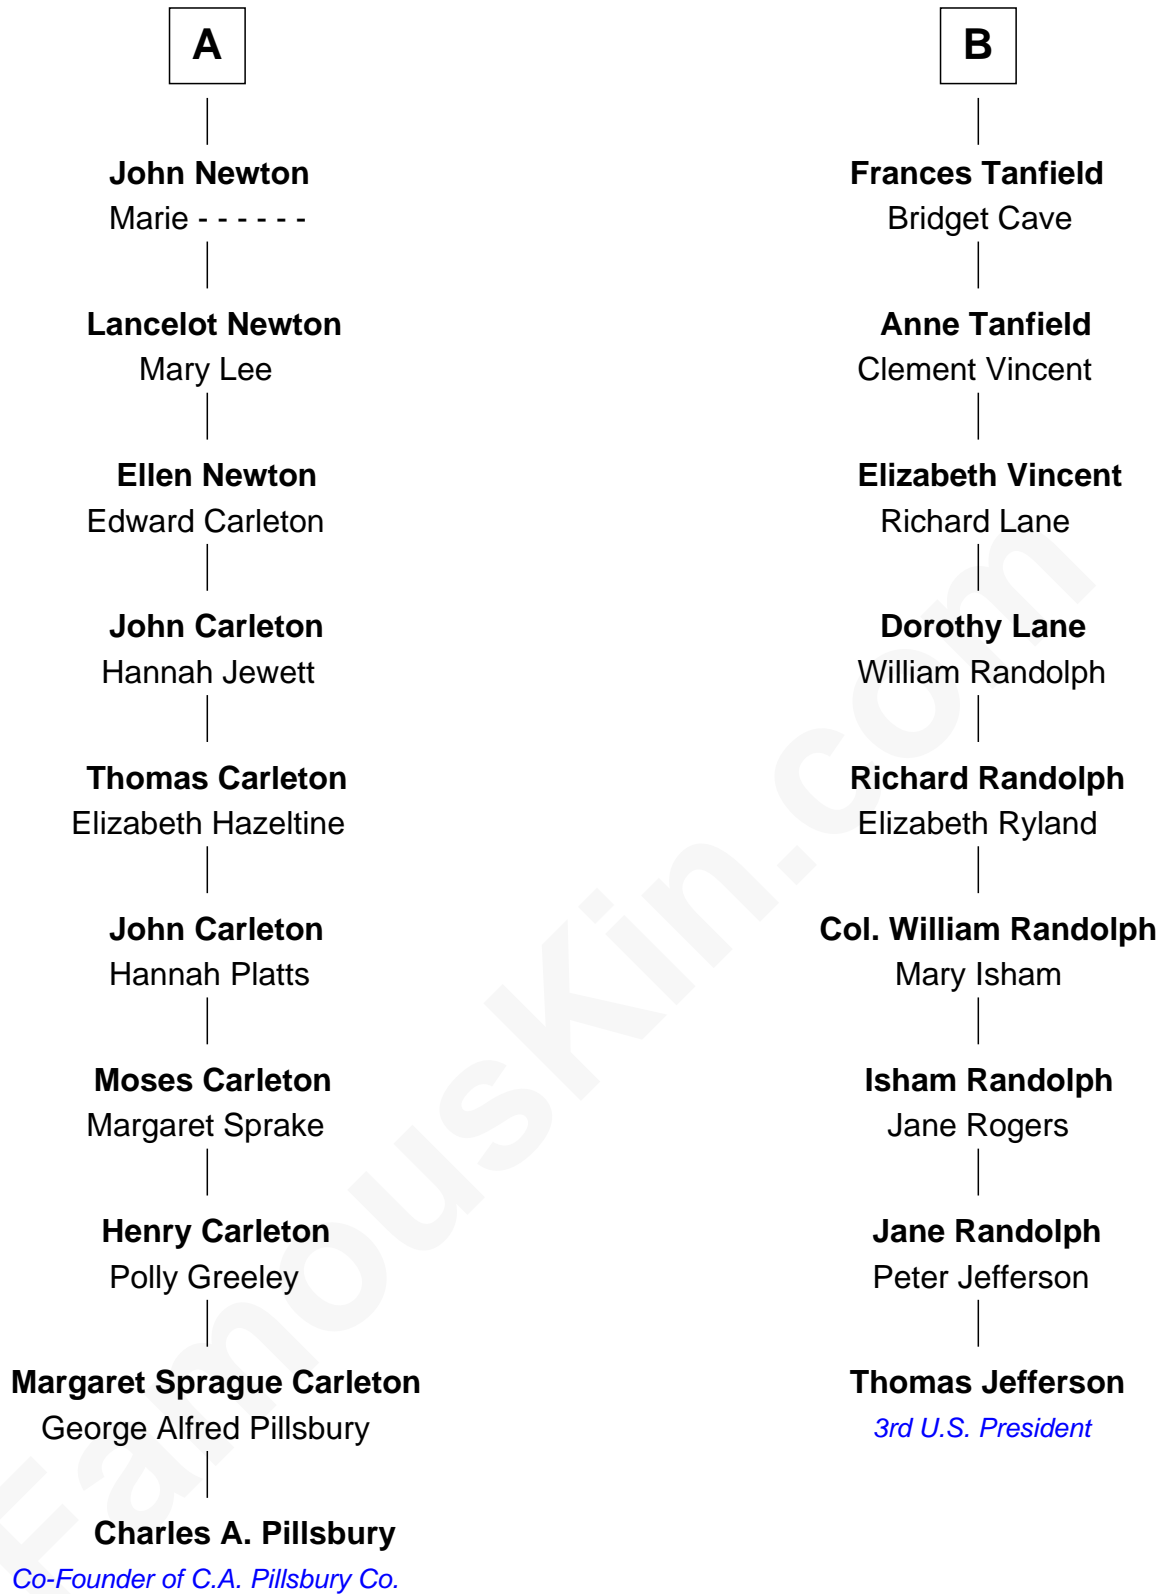 A
John Newton
Marie - - - - - -
Lancelot Newton
Mary Lee
Ellen Newton
Edward Carleton
John Carleton
Hannah Jewett
Thomas Carleton
Elizabeth Hazeltine
John Carleton
Hannah Platts
Moses Carleton
Margaret Sprake
Henry Carleton
Polly Greeley
Margaret Sprague Carleton
George Alfred Pillsbury
Charles A. Pillsbury
Co-Founder of C.A. Pillsbury Co.
B
Frances Tanfield
Bridget Cave
Anne Tanfield
Clement Vincent
Elizabeth Vincent
Richard Lane
Dorothy Lane
William Randolph
Richard Randolph
Elizabeth Ryland
Col. William Randolph
Mary Isham
Isham Randolph
Jane Rogers
Jane Randolph
Peter Jefferson
Thomas Jefferson
3rd U.S. President
FamousKin.com